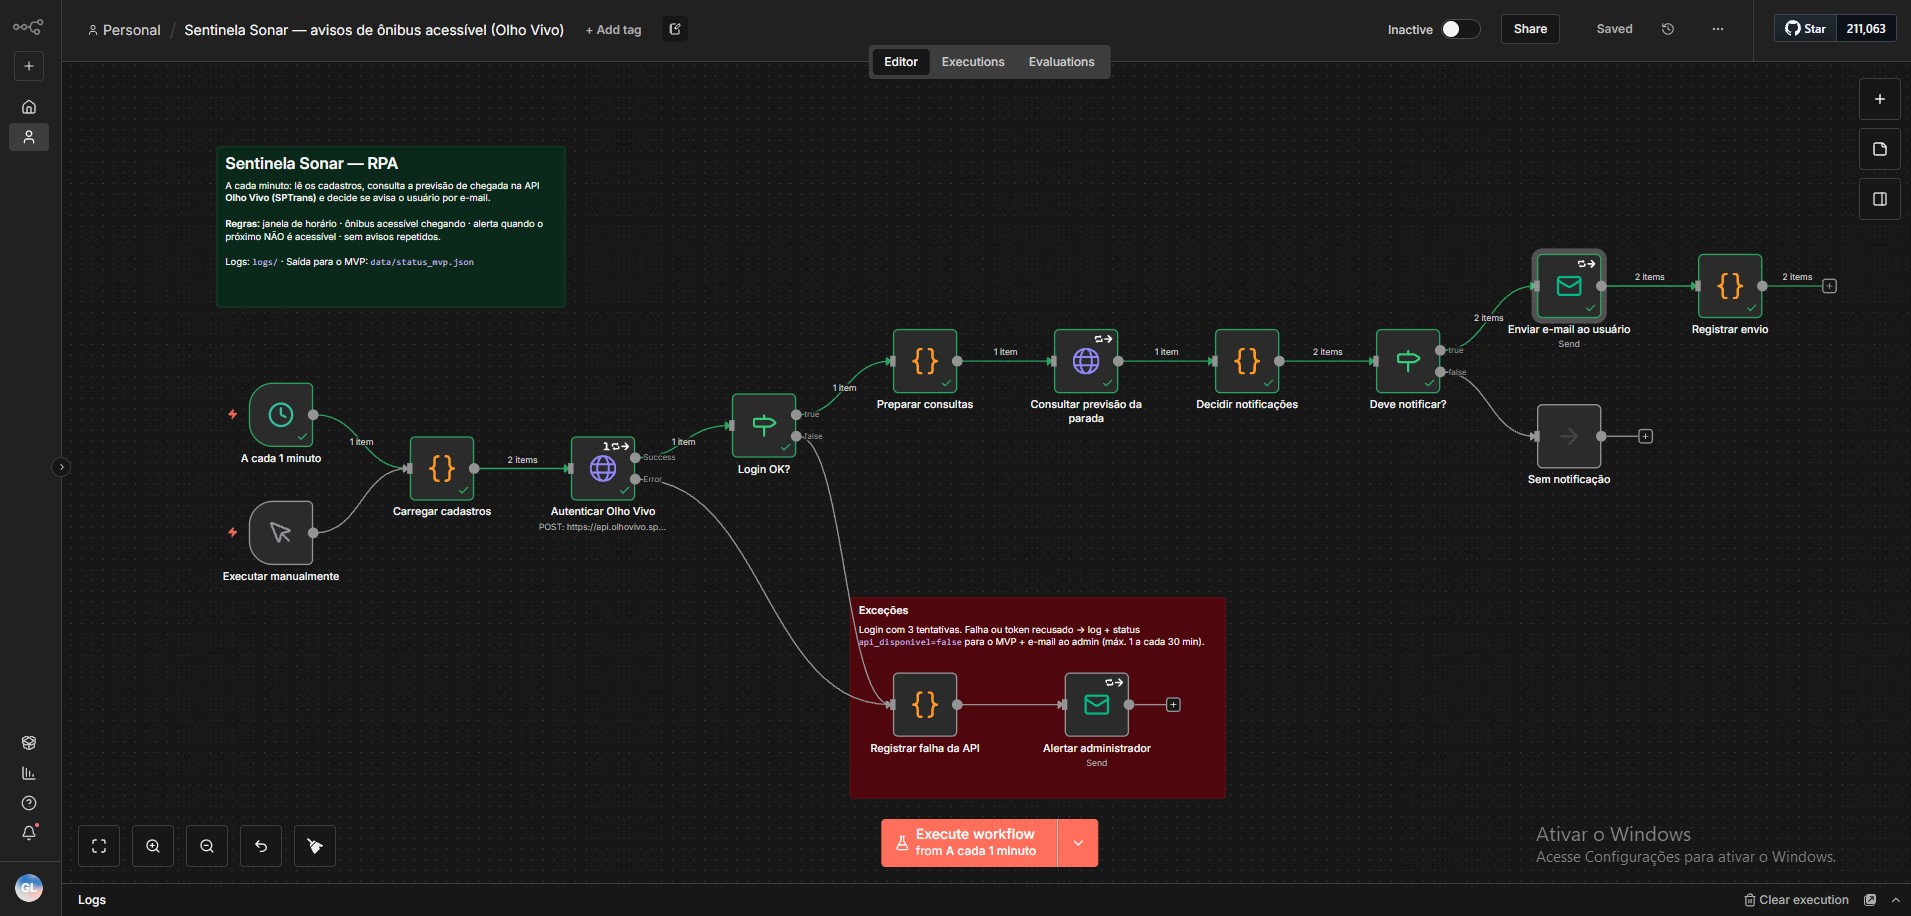 Personal / Sentinela Sonar — avisos de ônibus acessível (Olho Vivo) + Add tag
Inactive Share Saved ... Star 211,063
Editor Executions Evaluations
Sentinela Sonar — RPA
A cada minuto: lê os cadastros, consulta a previsão de chegada na API
Olho Vivo (SPTrans) e decide se avisa o usuário por e-mail.
Regras: janela de horário · ônibus acessível chegando · alerta quando o
próximo NÃO é acessível · sem avisos repetidos.
Logs: logs/ · Saída para o MVP: data/status_mvp.json
A cada 1 minuto
1 item
Executar manualmente
Carregar cadastros
2 items
1
Autenticar Olho Vivo
POST: https://api.olhovivo.sp...
Success
Error
1 item
Login OK?
true
false
1 item
Preparar consultas
1 item
Consultar previsão da
parada
1 item
Decidir notificações
2 items
Deve notificar?
true
false
2 items
Enviar e-mail ao usuário
Send
2 items
Registrar envio
2 items
Sem notificação
Exceções
Login com 3 tentativas. Falha ou token recusado → log + status
api_disponivel=false para o MVP + e-mail ao admin (máx. 1 a cada 30 min).
Registrar falha da API
Alertar administrador
Send
Execute workflow
from A cada 1 minuto
Ativar o Windows
Acesse Configurações para ativar o Windows.
GL
Logs
Clear execution